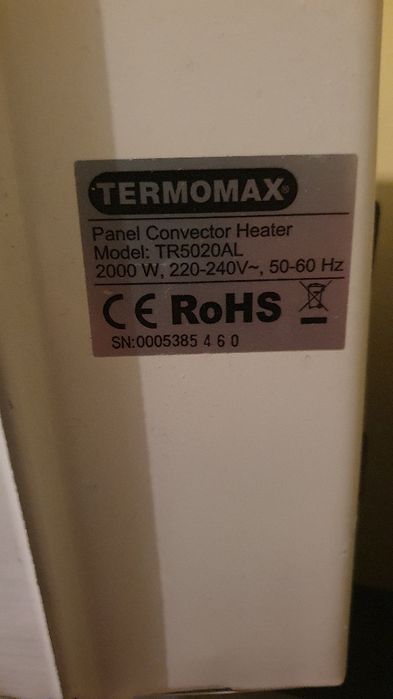 TERMOMAX®
Panel Convector Heater
Model: TR5020AL
2000 W, 220-240V~, 50-60 Hz
CE RoHS
SN:0005385 4 6 0